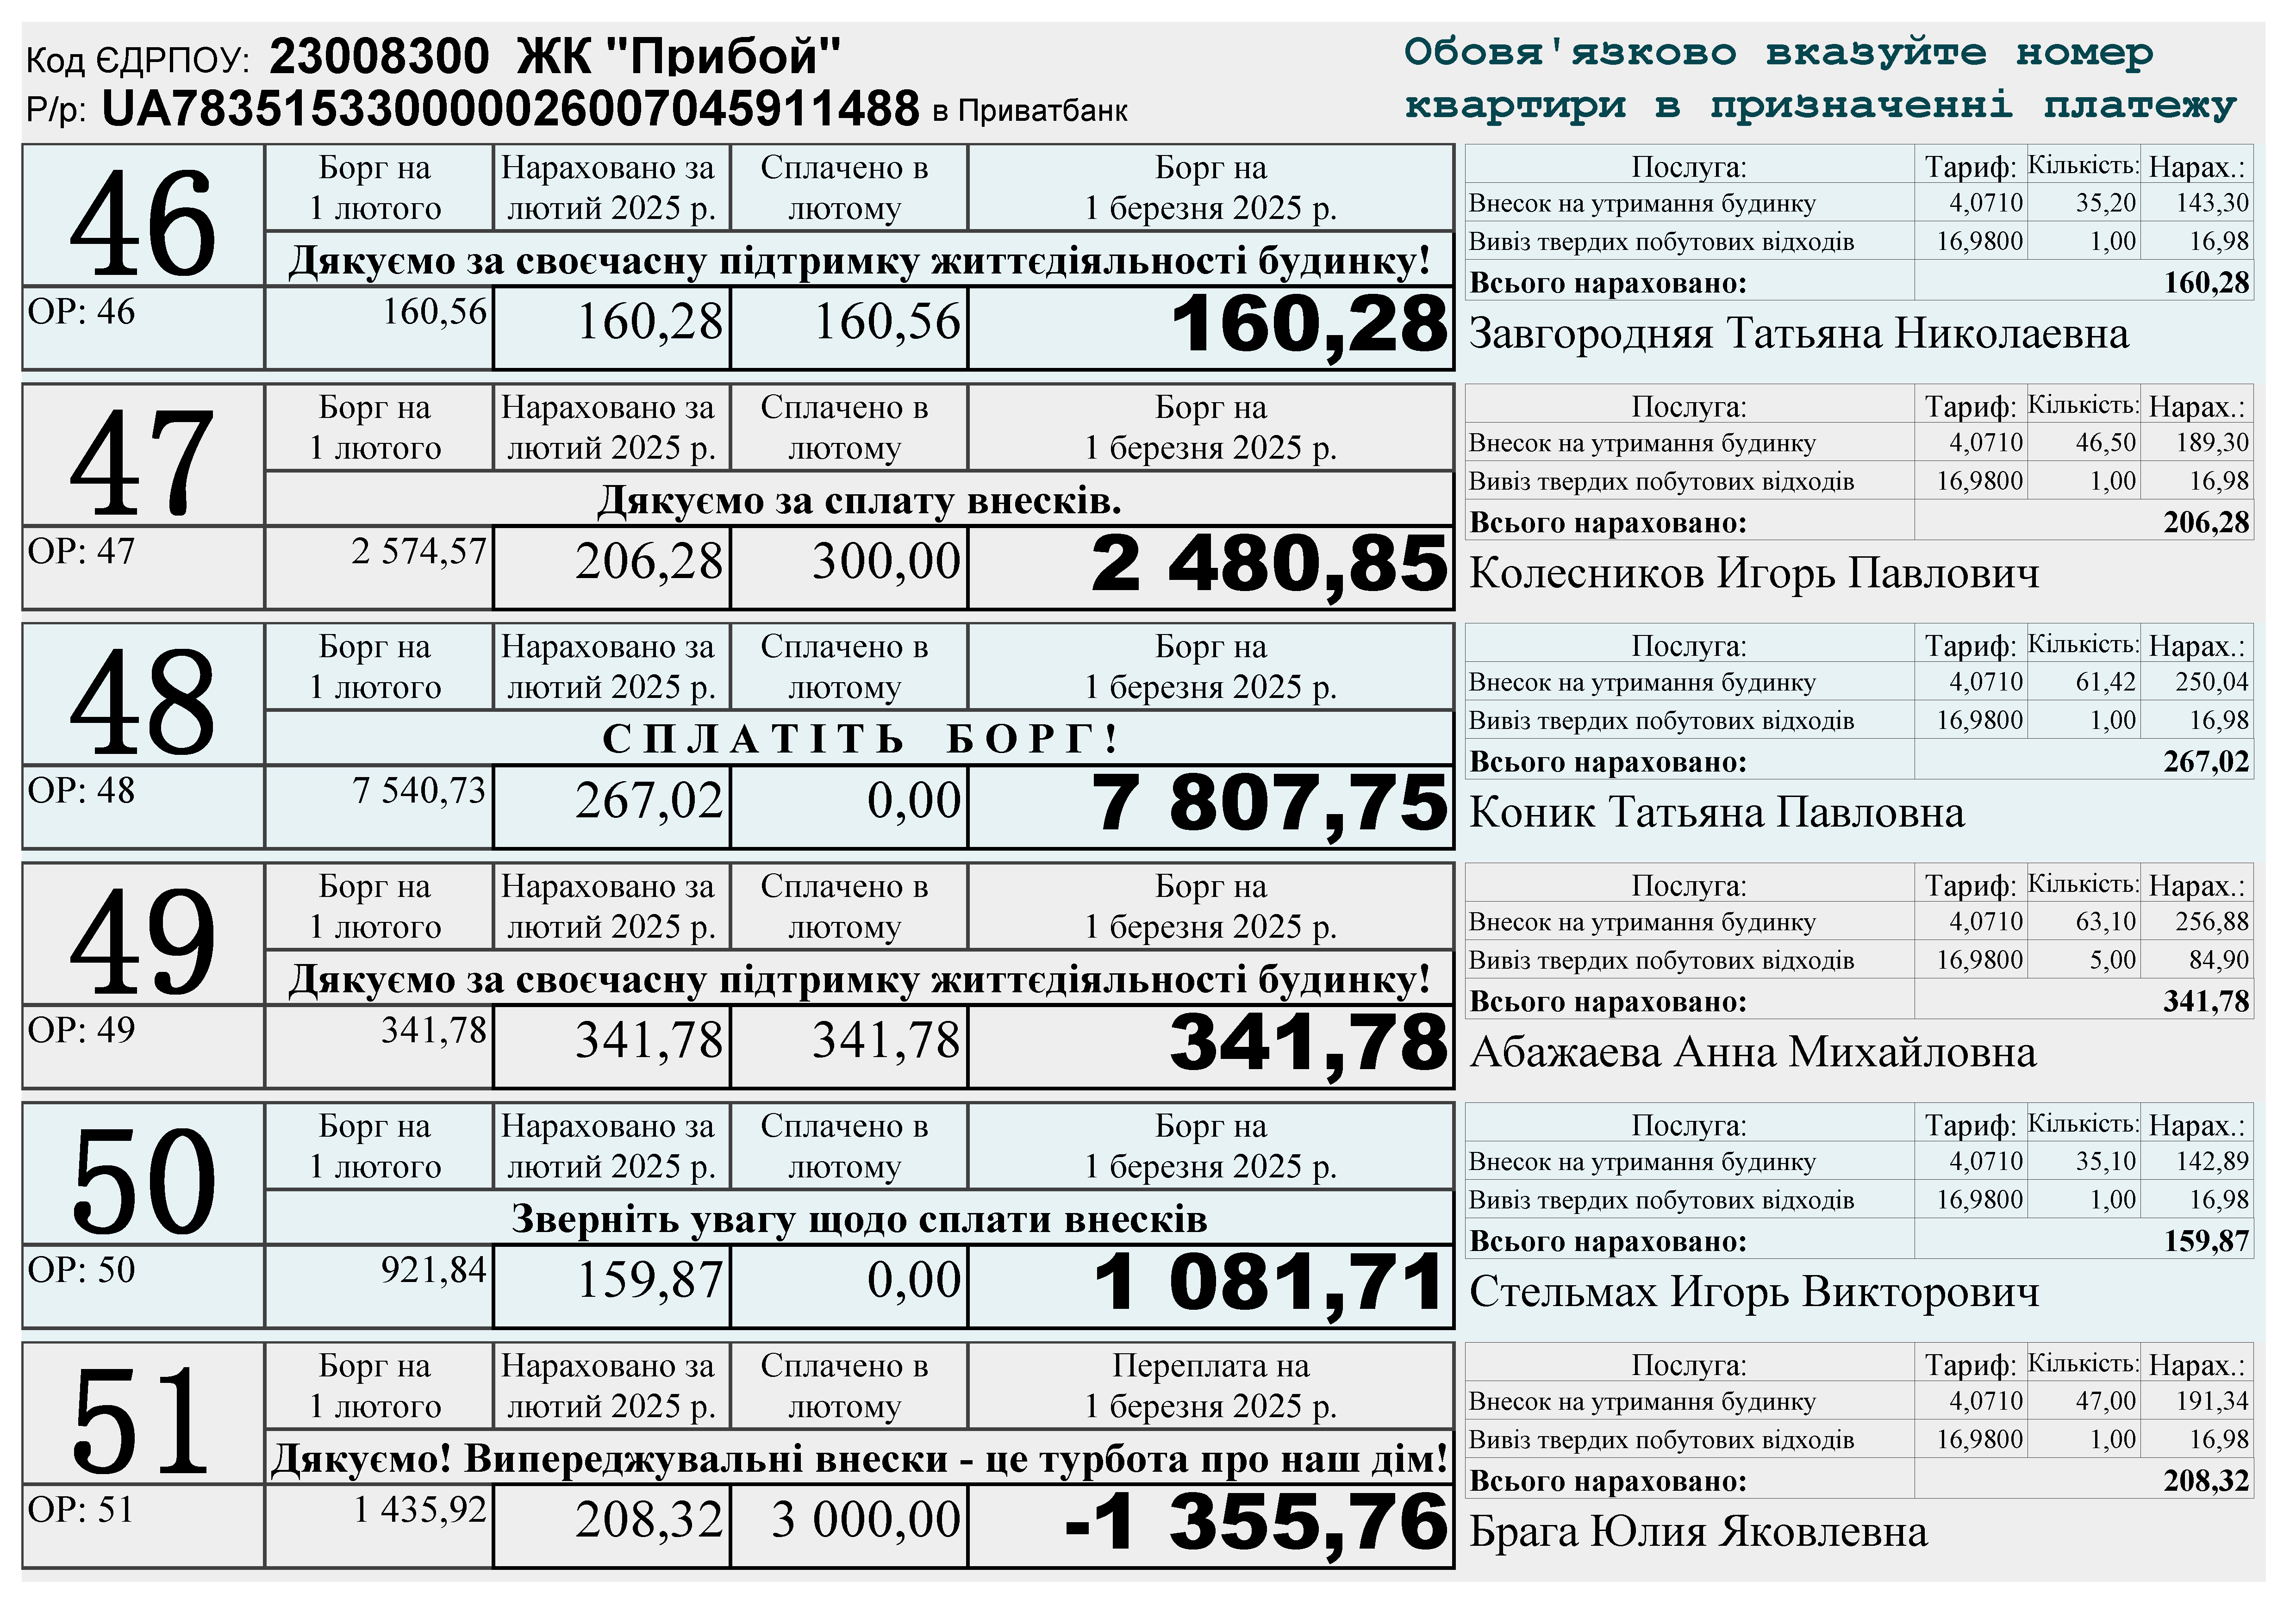 Код ЄДРПОУ: 23008300 ЖК "Прибой"
Р/р: UA783515330000026007045911488 в Приватбанк
Обовя'язково вказуйте номер
квартири в призначенні платежу
46
Борг на 1 лютого
Нараховано за лютий 2025 р.
Сплачено в лютому
Борг на 1 березня 2025 р.
Дякуємо за своєчасну підтримку життєдіяльності будинку!
ОР: 46 160,56 160,28 160,56 160,28
Послуга: Тариф: Кількість: Нарах.:
Внесок на утримання будинку 4,0710 35,20 143,30
Вивіз твердих побутових відходів 16,9800 1,00 16,98
Всього нараховано: 160,28
Завгородняя Татьяна Николаевна
47
Борг на 1 лютого
Нараховано за лютий 2025 р.
Сплачено в лютому
Борг на 1 березня 2025 р.
Дякуємо за сплату внесків.
ОР: 47 2 574,57 206,28 300,00 2 480,85
Послуга: Тариф: Кількість: Нарах.:
Внесок на утримання будинку 4,0710 46,50 189,30
Вивіз твердих побутових відходів 16,9800 1,00 16,98
Всього нараховано: 206,28
Колесников Игорь Павлович
48
Борг на 1 лютого
Нараховано за лютий 2025 р.
Сплачено в лютому
Борг на 1 березня 2025 р.
С П Л А Т І Т Ь Б О Р Г !
ОР: 48 7 540,73 267,02 0,00 7 807,75
Послуга: Тариф: Кількість: Нарах.:
Внесок на утримання будинку 4,0710 61,42 250,04
Вивіз твердих побутових відходів 16,9800 1,00 16,98
Всього нараховано: 267,02
Коник Татьяна Павловна
49
Борг на 1 лютого
Нараховано за лютий 2025 р.
Сплачено в лютому
Борг на 1 березня 2025 р.
Дякуємо за своєчасну підтримку життєдіяльності будинку!
ОР: 49 341,78 341,78 341,78 341,78
Послуга: Тариф: Кількість: Нарах.:
Внесок на утримання будинку 4,0710 63,10 256,88
Вивіз твердих побутових відходів 16,9800 5,00 84,90
Всього нараховано: 341,78
Абажаева Анна Михайловна
50
Борг на 1 лютого
Нараховано за лютий 2025 р.
Сплачено в лютому
Борг на 1 березня 2025 р.
Зверніть увагу щодо сплати внесків
ОР: 50 921,84 159,87 0,00 1 081,71
Послуга: Тариф: Кількість: Нарах.:
Внесок на утримання будинку 4,0710 35,10 142,89
Вивіз твердих побутових відходів 16,9800 1,00 16,98
Всього нараховано: 159,87
Стельмах Игорь Викторович
51
Борг на 1 лютого
Нараховано за лютий 2025 р.
Сплачено в лютому
Переплата на 1 березня 2025 р.
Дякуємо! Випереджувальні внески - це турбота про наш дім!
ОР: 51 1 435,92 208,32 3 000,00 -1 355,76
Послуга: Тариф: Кількість: Нарах.:
Внесок на утримання будинку 4,0710 47,00 191,34
Вивіз твердих побутових відходів 16,9800 1,00 16,98
Всього нараховано: 208,32
Брага Юлия Яковлевна